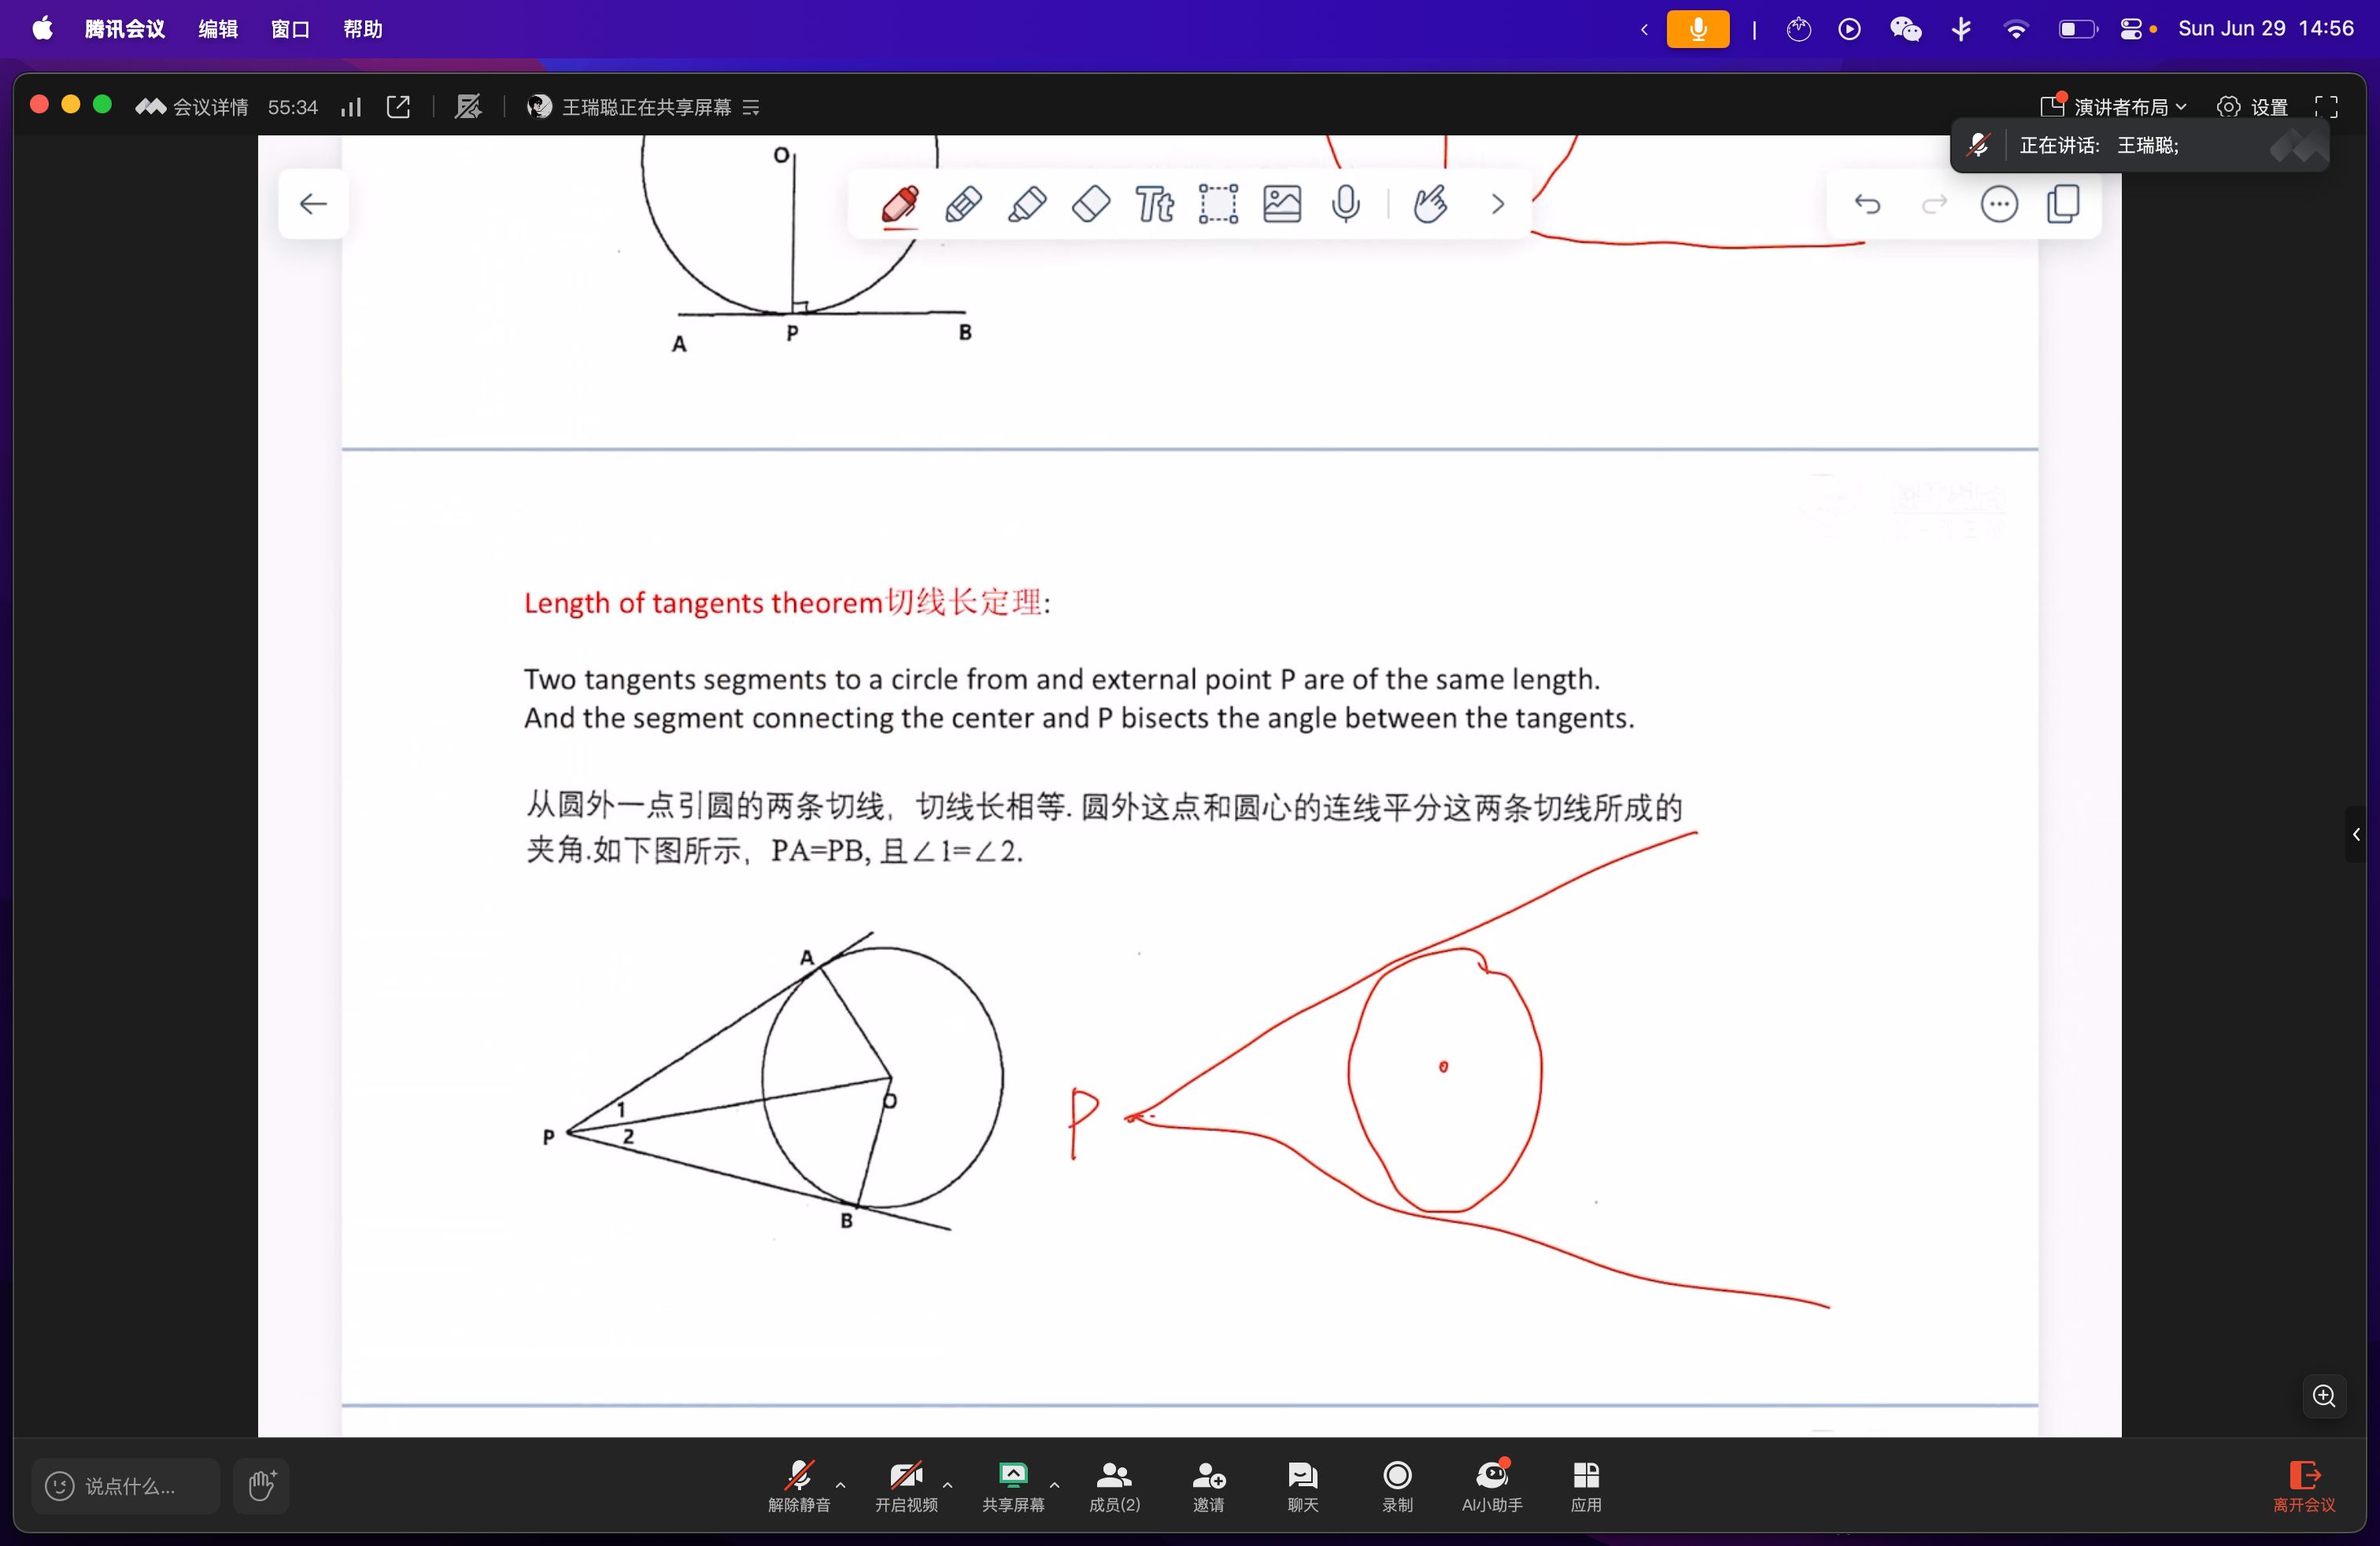 腾讯会议 编辑 窗口 帮助 Sun Jun 29 14:56
会议详情 55:34 王瑞聪正在共享屏幕 演讲者布局 设置
正在讲话: 王瑞聪;
O
Tt
A P B
Length of tangents theorem切线长定理:
Two tangents segments to a circle from and external point P are of the same length.
And the segment connecting the center and P bisects the angle between the tangents.
从圆外一点引圆的两条切线, 切线长相等. 圆外这点和圆心的连线平分这两条切线所成的
夹角.如下图所示, PA=PB, 且∠1=∠2.
A
O
1
P 2
B
P
说点什么...
解除静音 开启视频 共享屏幕 成员(2) 邀请 聊天 录制 AI小助手 应用 离开会议